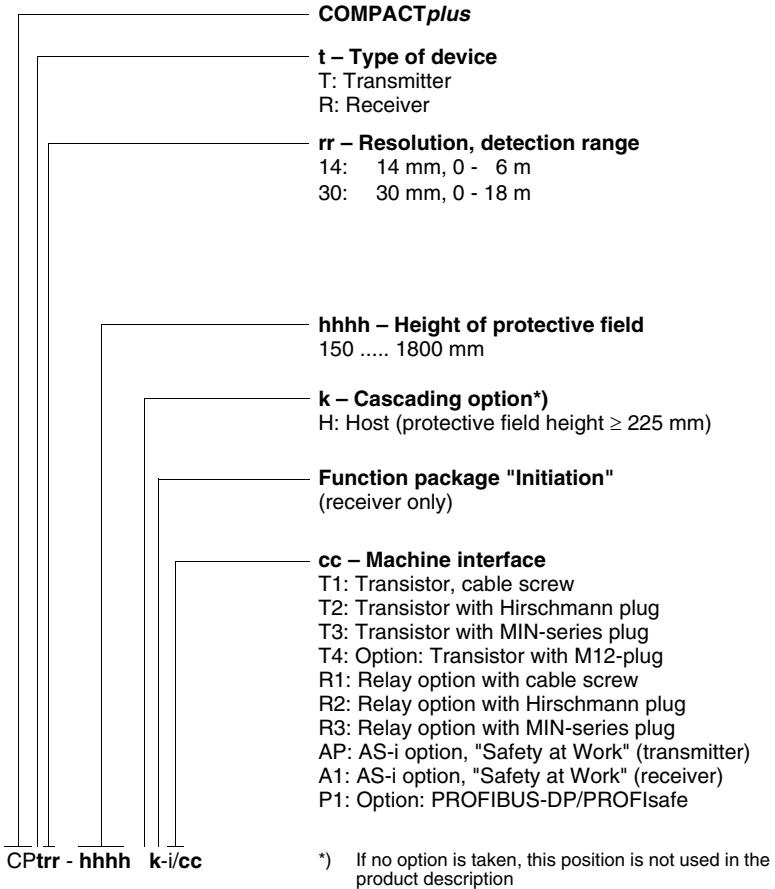 COMPACTplus
t – Type of device
T: Transmitter
R: Receiver
rr – Resolution, detection range
14: 14 mm, 0 - 6 m
30: 30 mm, 0 - 18 m
hhhh – Height of protective field
150 ..... 1800 mm
k – Cascading option*)
H: Host (protective field height ≥ 225 mm)
Function package "Initiation"
(receiver only)
cc – Machine interface
T1: Transistor, cable screw
T2: Transistor with Hirschmann plug
T3: Transistor with MIN-series plug
T4: Option: Transistor with M12-plug
R1: Relay option with cable screw
R2: Relay option with Hirschmann plug
R3: Relay option with MIN-series plug
AP: AS-i option, "Safety at Work" (transmitter)
A1: AS-i option, "Safety at Work" (receiver)
P1: Option: PROFIBUS-DP/PROFIsafe
CPtrr - hhhh k-i/cc
*) If no option is taken, this position is not used in the
product description